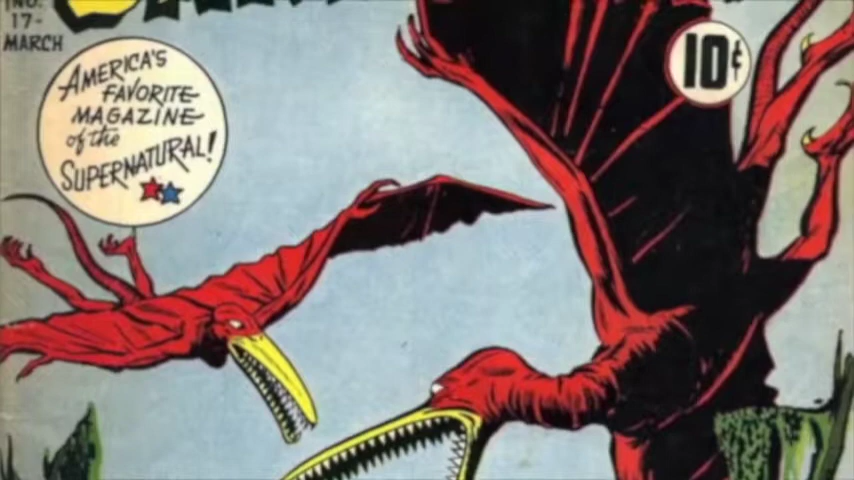 NO.
17-
MARCH
AMERICA'S
FAVORITE
MAGAZINE
of the
SUPERNATURAL!
10¢